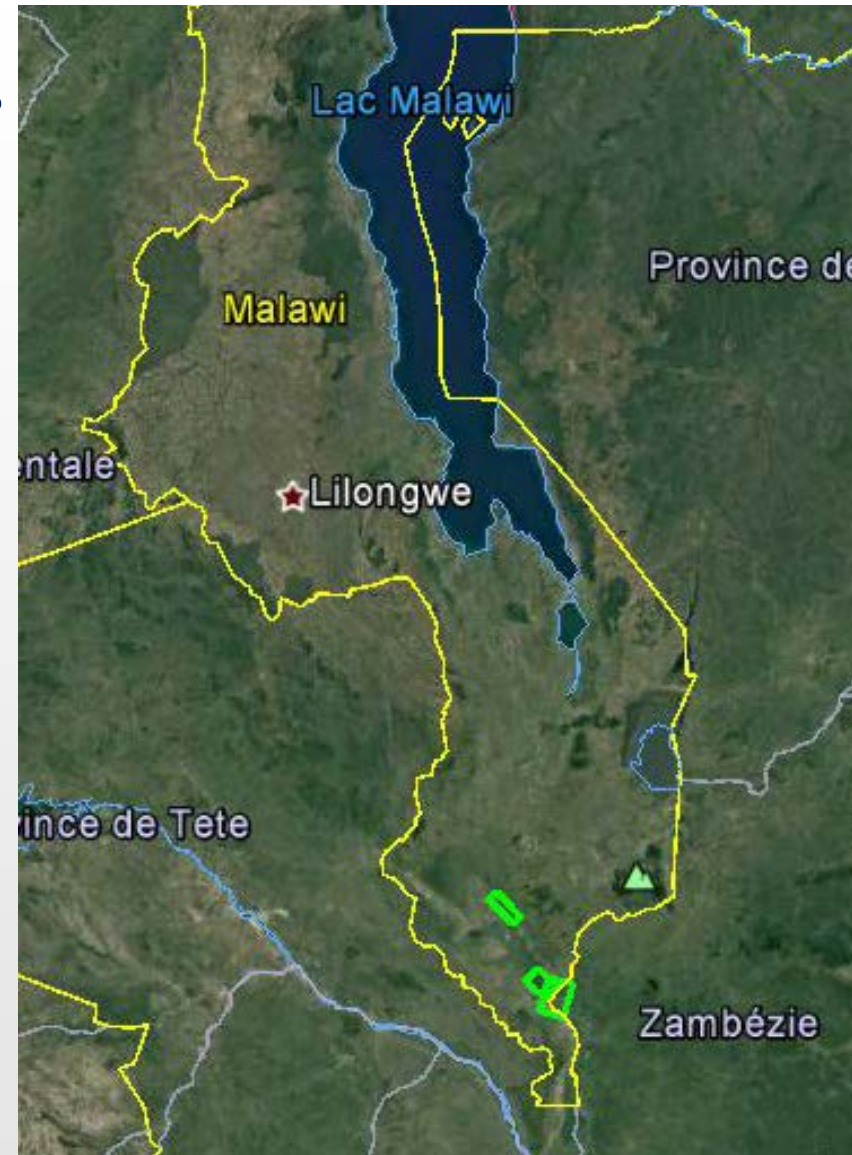 Lac Malawi
Province de
Malawi
entale
Lilongwe
vince de Tete
Zambézie